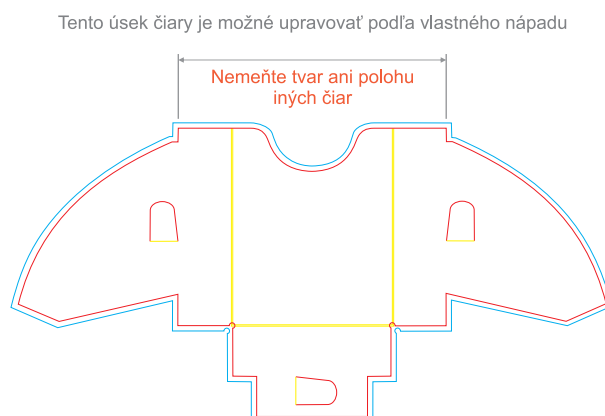 Tento úsek čiary je možné upravovať podľa vlastného nápadu
Nemeňte tvar ani polohu
iných čiar